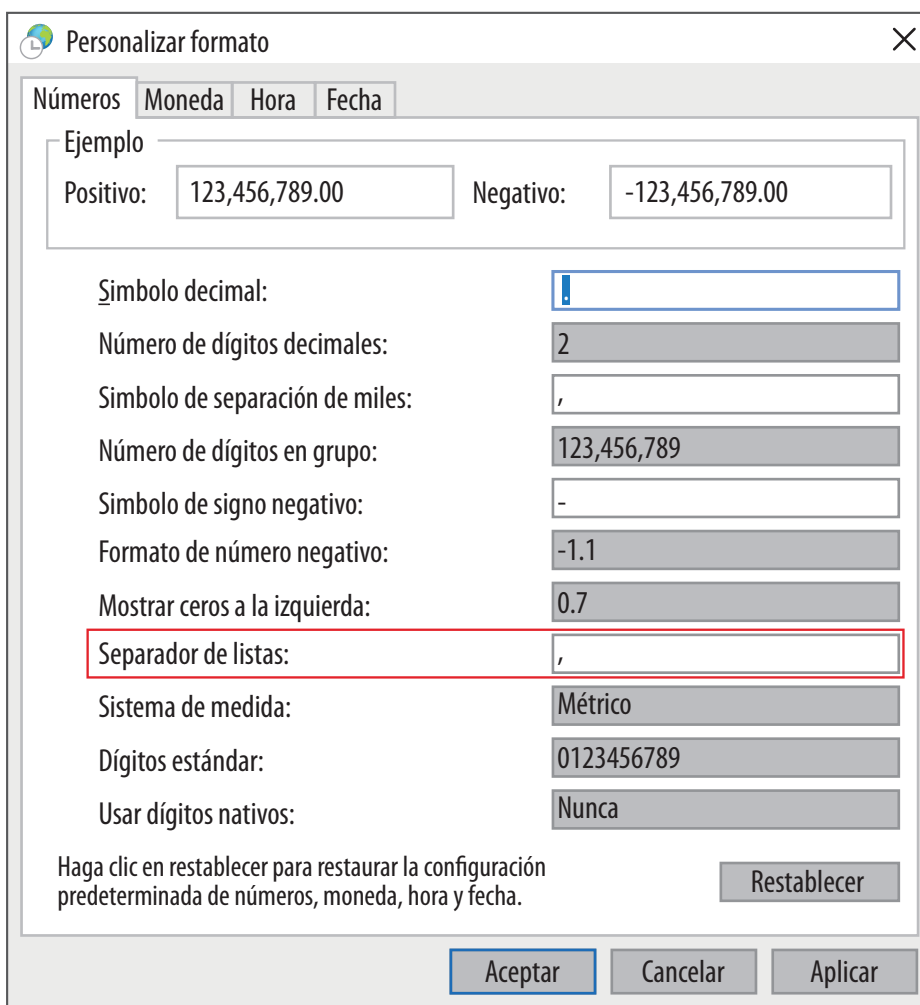 Personalizar formato
Números Moneda Hora Fecha
Ejemplo
Positivo: 123,456,789.00 Negativo: -123,456,789.00
Simbolo decimal: .
Número de dígitos decimales: 2
Simbolo de separación de miles: ,
Número de dígitos en grupo: 123,456,789
Simbolo de signo negativo: -
Formato de número negativo: -1.1
Mostrar ceros a la izquierda: 0.7
Separador de listas: ,
Sistema de medida: Métrico
Dígitos estándar: 0123456789
Usar dígitos nativos: Nunca
Haga clic en restablecer para restaurar la configuración
predeterminada de números, moneda, hora y fecha.
Restablecer
Aceptar Cancelar Aplicar